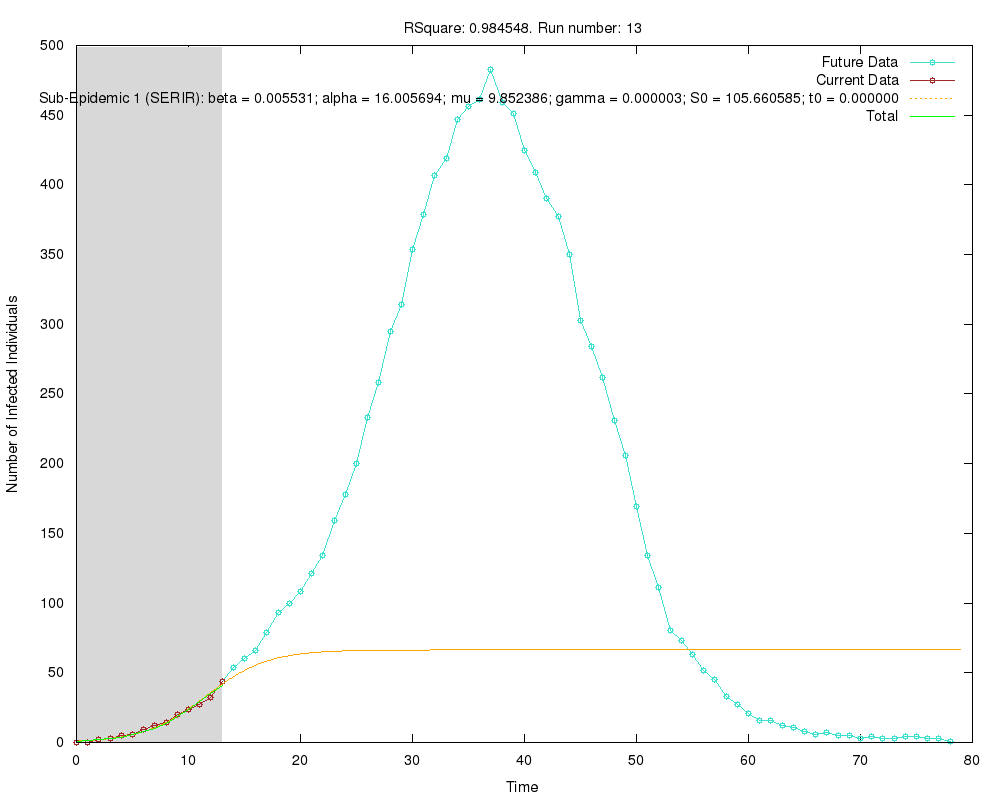 RSquare: 0.984548. Run number: 13
500
450
400
350
300
250
200
150
100
50
0
Number of Infected Individuals
Future Data
Current Data
Sub-Epidemic 1 (SERIR): beta = 0.005531; alpha = 16.005694; mu = 9.852386; gamma = 0.000003; S0 = 105.660585; t0 = 0.000000
Total
0 10 20 30 40 50 60 70 80
Time